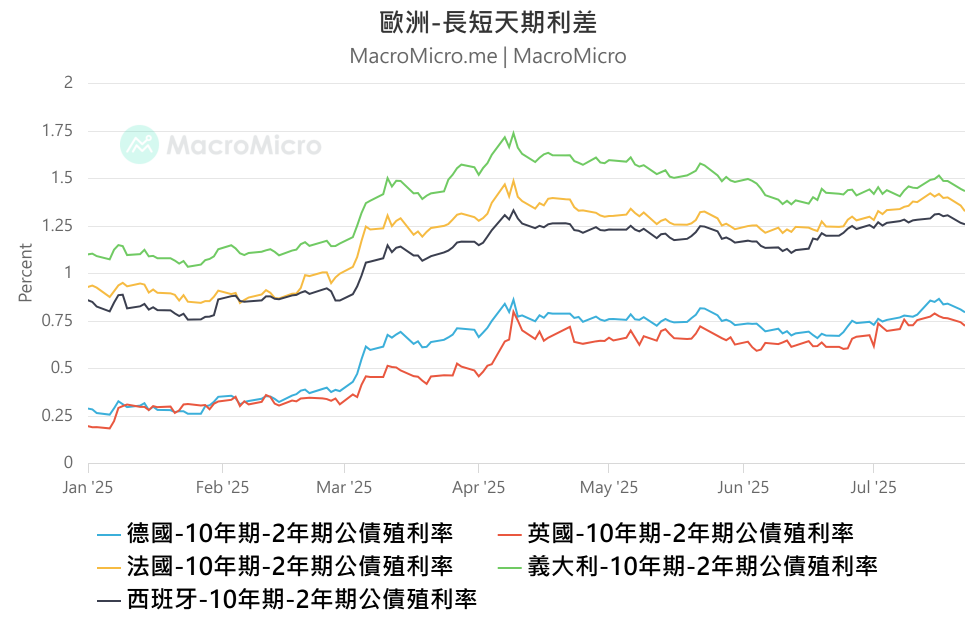 歐洲-長短天期利差
MacroMicro.me | MacroMicro
2
1.75
1.5
1.25
1
0.75
0.5
0.25
0
Percent
MacroMicro
Jan '25
Feb '25
Mar '25
Apr '25
May '25
Jun '25
Jul '25
德國-10年期-2年期公債殖利率
英國-10年期-2年期公債殖利率
法國-10年期-2年期公債殖利率
義大利-10年期-2年期公債殖利率
西班牙-10年期-2年期公債殖利率